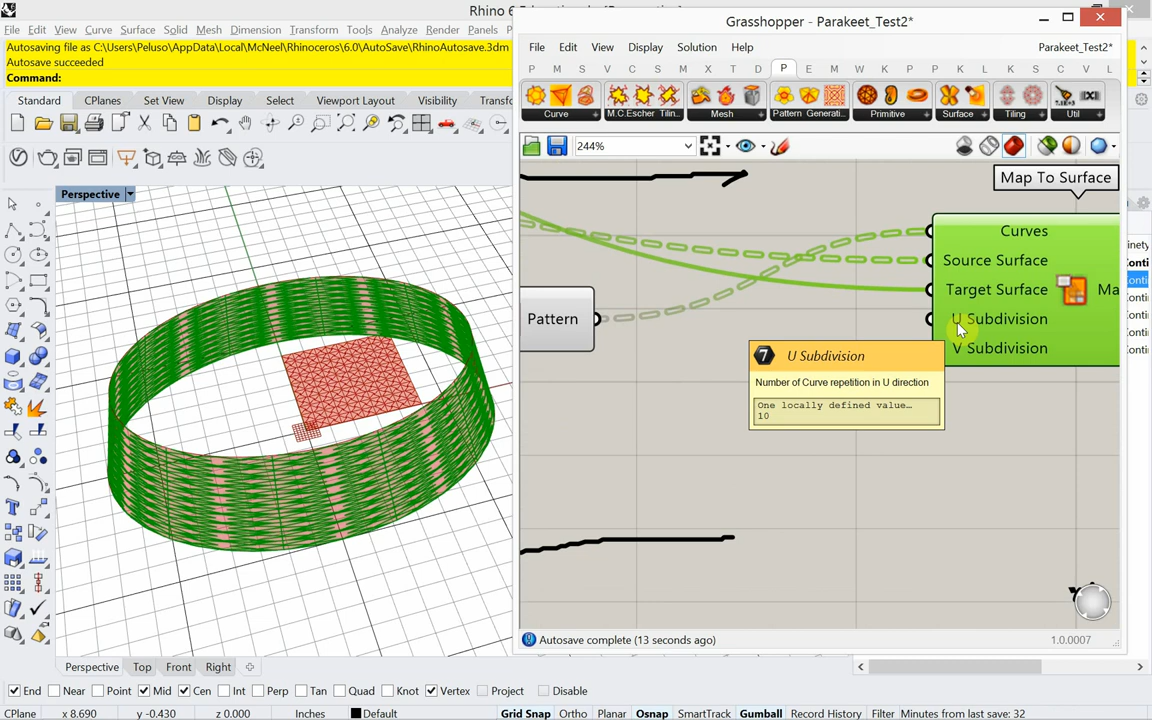 Rhino 6
Grasshopper - Parakeet_Test2*
File Edit View Curve Surface Solid Mesh Dimension Transform Tools Analyze Render Panels
File Edit View Display Solution Help
Parakeet_Test2*
Autosaving file as C:\Users\Peluso\AppData\Local\McNeel\Rhinoceros\6.0\AutoSave\RhinoAutosave.3dm
Autosave succeeded
Command:
P M S V C S M X T D P E M W K P P K L S C V L
Standard CPlanes Set View Display Select Viewport Layout Visibility Transfo
Curve M.C.Escher Tilin... Mesh Pattern Generati... Primitive Surface Tiling Util
244%
Perspective
Map To Surface
Curves
Source Surface
Target Surface
Ma
Pattern
U Subdivision
V Subdivision
7 U Subdivision
Number of Curve repetition in U direction
One locally defined value...
10
Autosave complete (13 seconds ago)
1.0.0007
Perspective Top Front Right
End Near Point Mid Cen Int Perp Tan Quad Knot Vertex Project Disable
CPlane x 8.690 y -0.430 z 0.000 Inches Default Grid Snap Ortho Planar Osnap SmartTrack Gumball Record History Filter Minutes from last save: 32